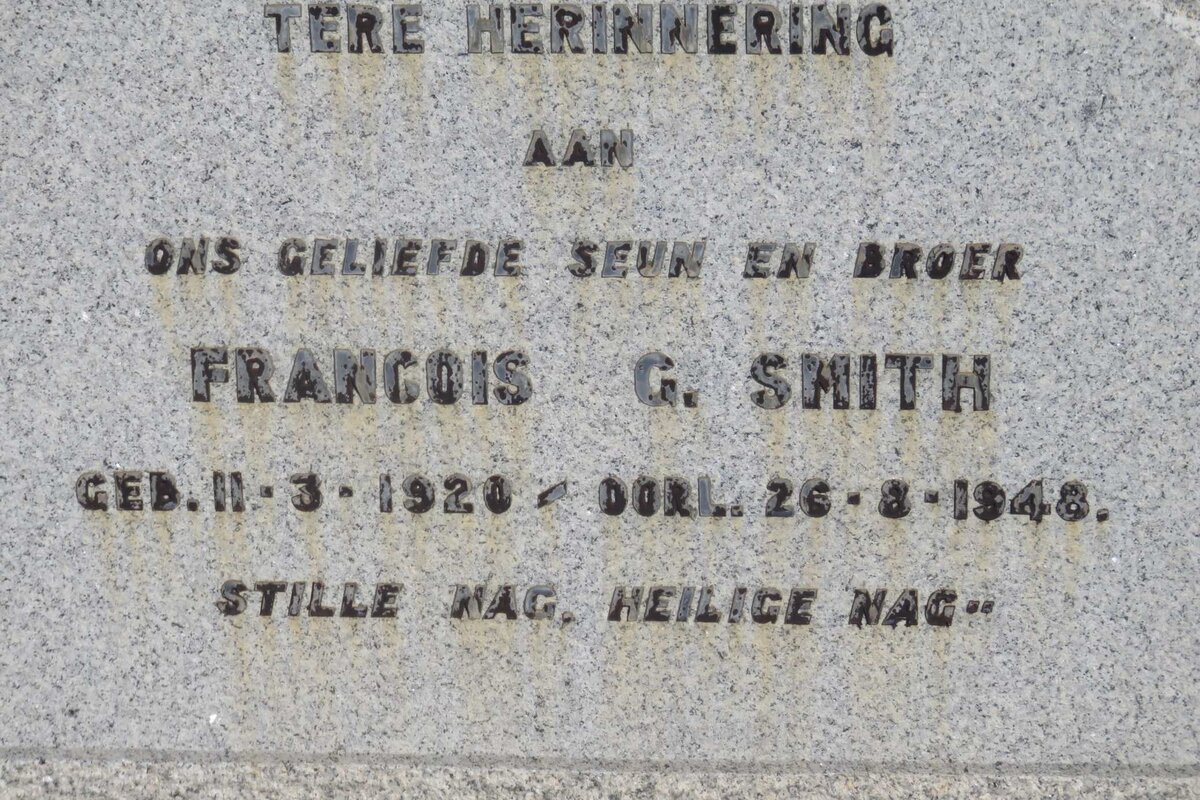 TERE HERINNERING
AAN
ONS GELIEFDE SEUN EN BROER
FRANCOIS G. SMITH
GEB. 11 · 3 · 1920 - OORL. 26 · 8 · 1948.
STILLE NAG, HEILIGE NAG··